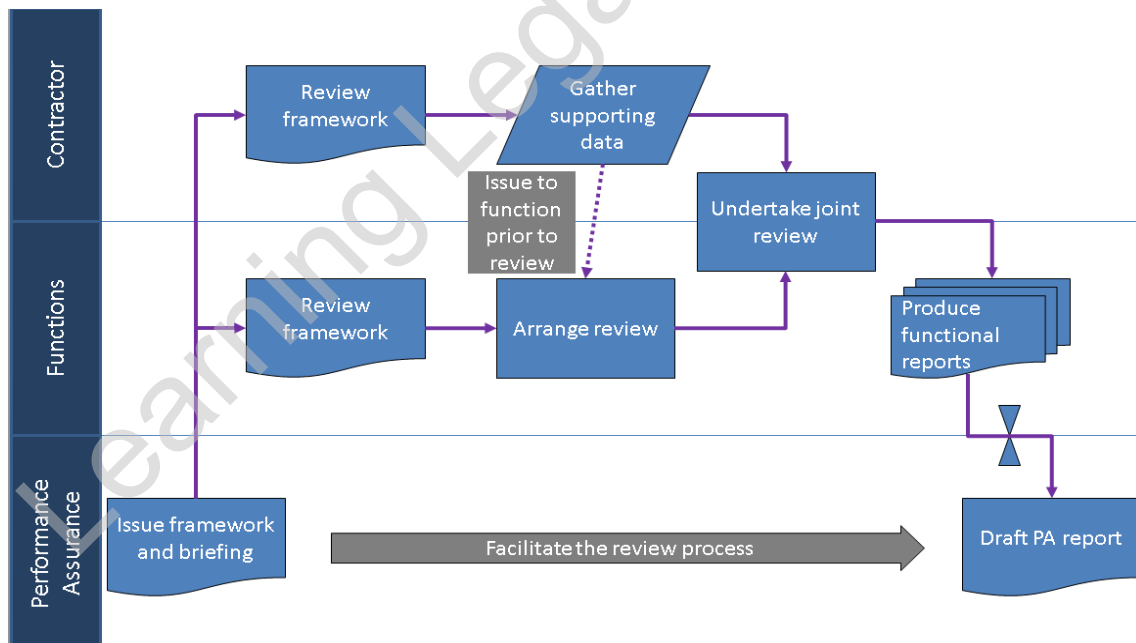 Contractor
Review
framework
Gather
supporting
data
Issue to
function
prior to
review
Undertake joint
review
Functions
Review
framework
Arrange review
Produce
functional
reports
Performance
Assurance
Issue framework
and briefing
Facilitate the review process
Draft PA report
Learning Lega